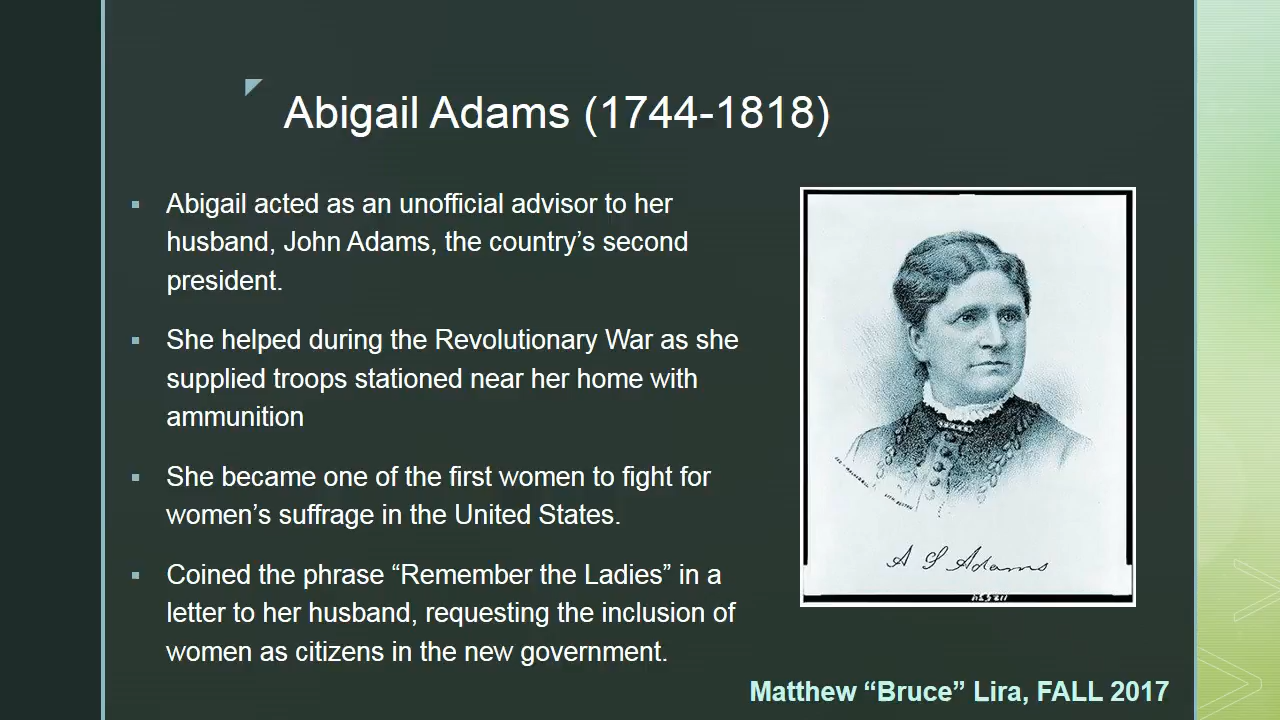 Abigail Adams (1744-1818)
Abigail acted as an unofficial advisor to her
husband, John Adams, the country’s second
president.
She helped during the Revolutionary War as she
supplied troops stationed near her home with
ammunition
She became one of the first women to fight for
women’s suffrage in the United States.
Coined the phrase “Remember the Ladies” in a
letter to her husband, requesting the inclusion of
women as citizens in the new government.
A S Adams
Matthew “Bruce” Lira, FALL 2017